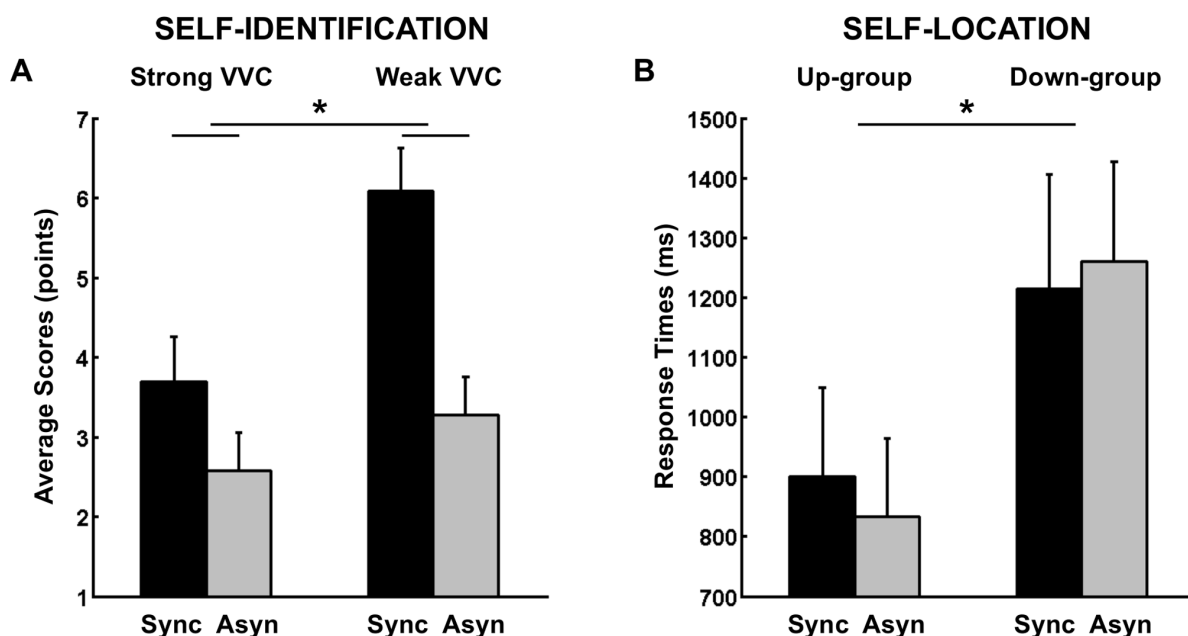 SELF-IDENTIFICATION
A
Strong VVC
Weak VVC
*
Average Scores (points)
7
6
5
4
3
2
1
Sync Asyn
Sync Asyn
SELF-LOCATION
B
Up-group
Down-group
*
Response Times (ms)
1500
1400
1300
1200
1100
1000
900
800
700
Sync Asyn
Sync Asyn